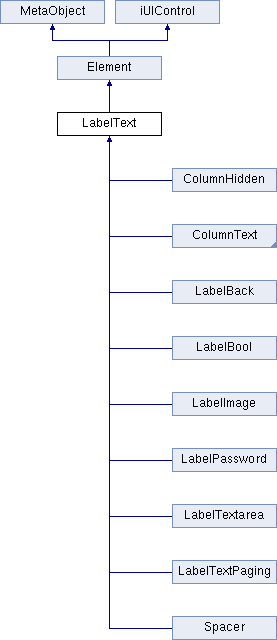 MetaObject iUIControl
Element
LabelText
ColumnHidden
ColumnText
LabelBack
LabelBool
LabelImage
LabelPassword
LabelTextarea
LabelTextPaging
Spacer